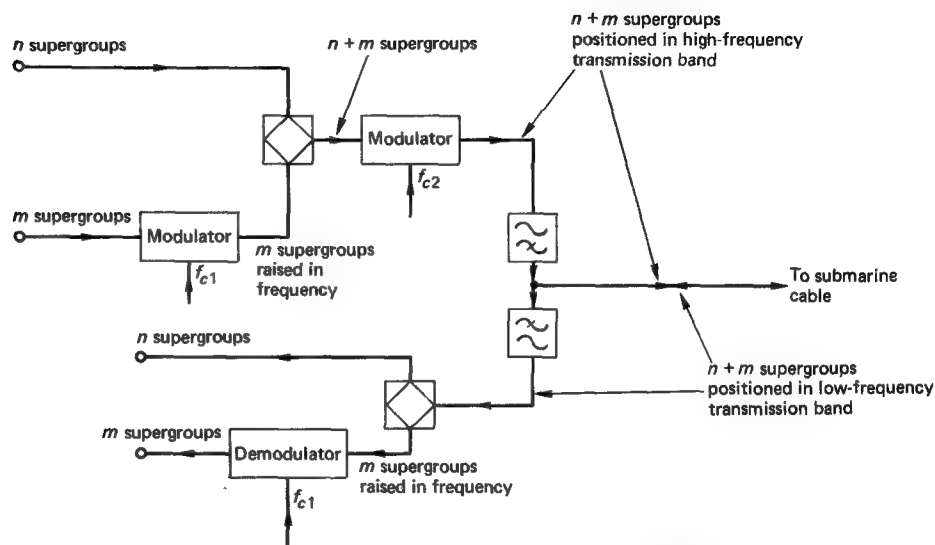 n supergroups
n + m supergroups
n + m supergroups
positioned in high-frequency
transmission band
Modulator
fc2
m supergroups
Modulator
m supergroups
raised in
frequency
fc1
To submarine
cable
n supergroups
n + m supergroups
positioned in low-frequency
transmission band
m supergroups
Demodulator
m supergroups
raised in frequency
fc1